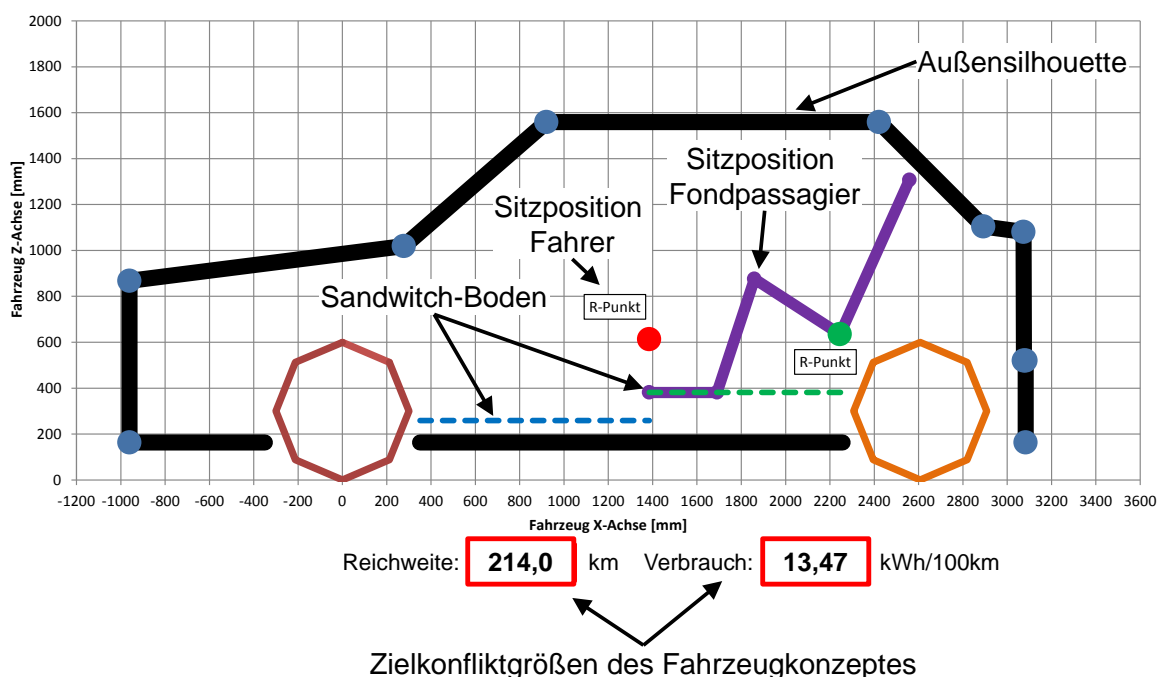 2000
1800
1600
1400
1200
1000
800
600
400
200
0
Fahrzeug Z-Achse [mm]
Außensilhouette
Sitzposition
Fondpassagier
Sitzposition
Fahrer
Sandwitch-Boden
R-Punkt
R-Punkt
-1200 -1000 -800 -600 -400 -200 0 200 400 600 800 1000 1200 1400 1600 1800 2000 2200 2400 2600 2800 3000 3200 3400 3600
Fahrzeug X-Achse [mm]
Reichweite: 214,0 km Verbrauch: 13,47 kWh/100km
Zielkonfliktgrößen des Fahrzeugkonzeptes